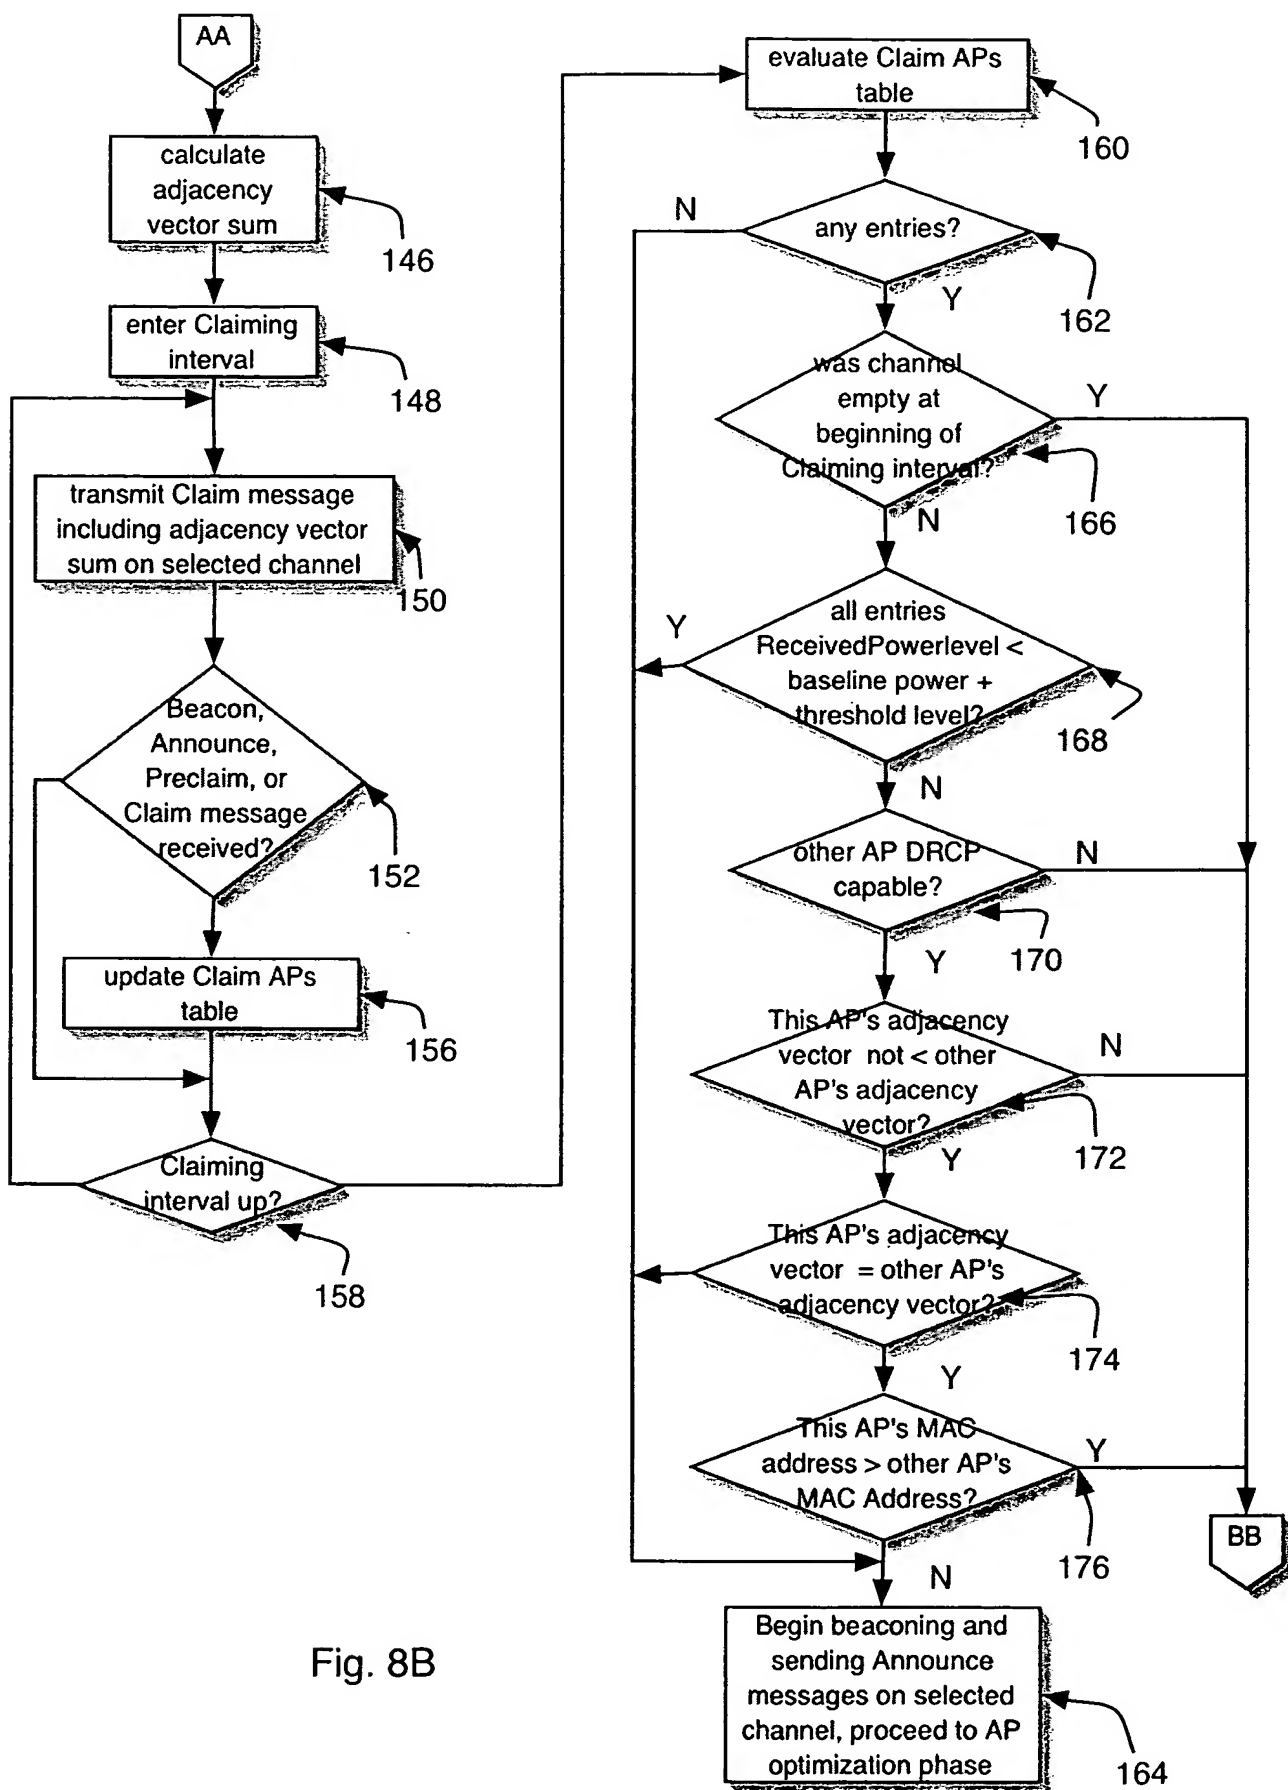 AA
calculate
adjacency
vector sum
146
enter Claiming
interval
148
transmit Claim message
including adjacency vector
sum on selected channel
150
Beacon,
Announce,
Preclaim, or
Claim message
received?
152
update Claim APs
table
156
Claiming
interval up?
158
evaluate Claim APs
table
160
N
any entries?
Y
162
was channel
empty at
beginning of
Claiming interval?
Y
166
N
all entries
ReceivedPowerlevel <
baseline power +
threshold level?
Y
168
N
other AP DRCP
capable?
N
170
Y
This AP's adjacency
vector not < other
AP's adjacency
vector?
N
172
Y
This AP's adjacency
vector = other AP's
adjacency vector?
174
Y
This AP's MAC
address > other AP's
MAC Address?
Y
176
N
BB
Begin beaconing and
sending Announce
messages on selected
channel, proceed to AP
optimization phase
164
Fig. 8B